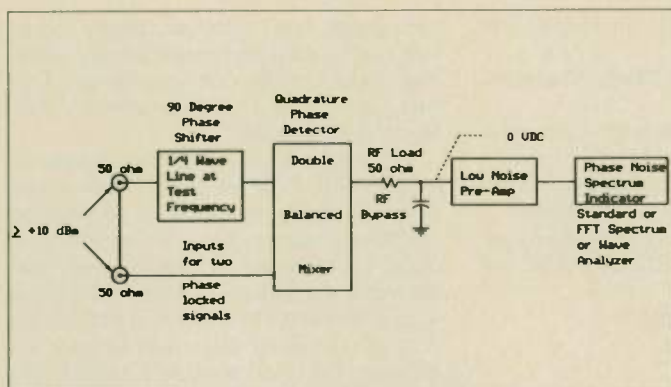 90 Degree
Phase
Shifter
1/4 Wave
Line at
Test
Frequency
Quadrature
Phase
Detector
Double
Balanced
Mixer
50 ohm
≥ +10 dBm
50 ohm
Inputs
for two
phase
locked
signals
RF Load
50 ohm
RF
Bypass
0 VDC
Low Noise
Pre-Amp
Phase Noise
Spectrum
Indicator
Standard or
FFT Spectrum
or Wave
Analyzer